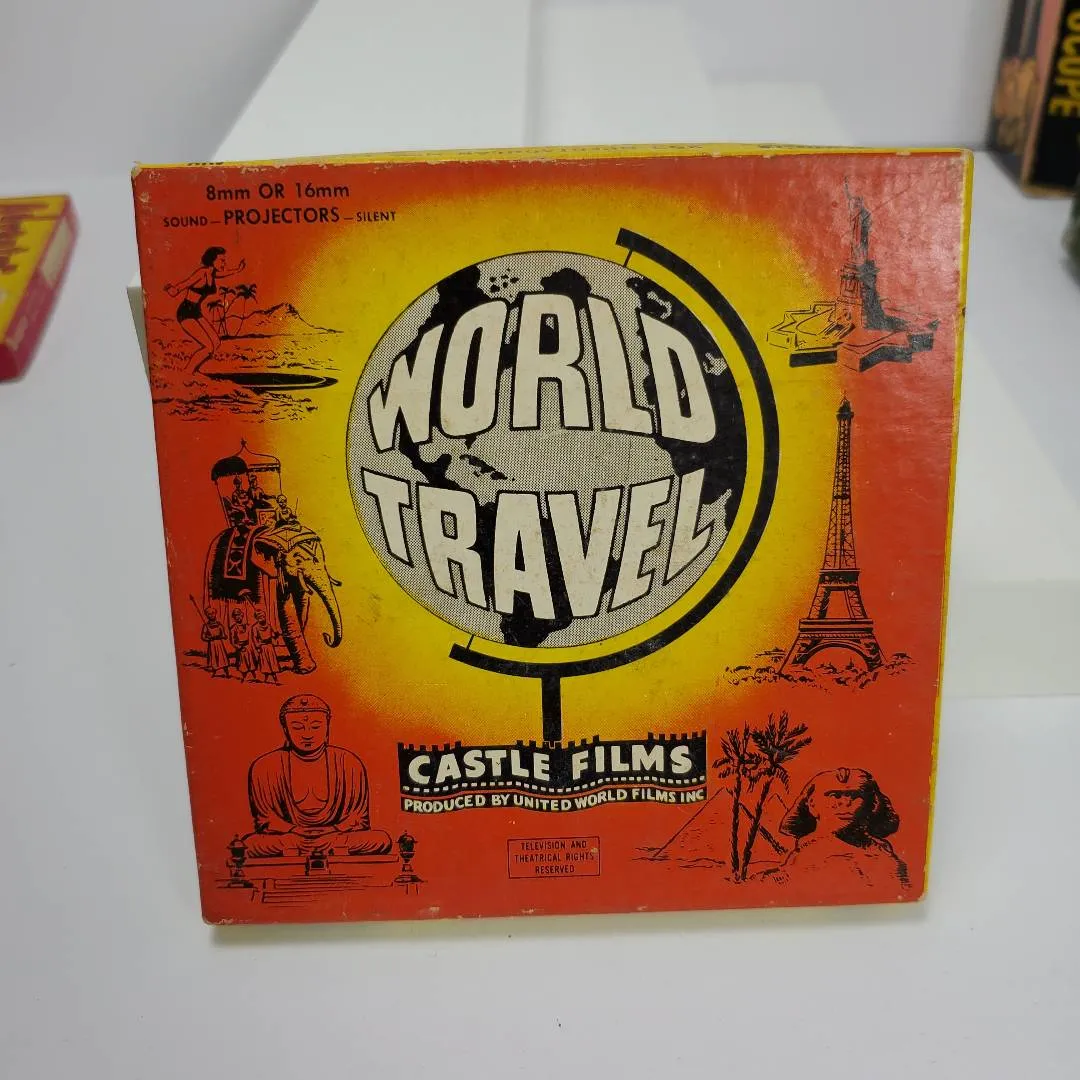 8mm OR 16mm
SOUND — PROJECTORS — SILENT
WORLD
TRAVEL
CASTLE FILMS
PRODUCED BY UNITED WORLD FILMS INC
TELEVISION AND
THEATRICAL RIGHTS
RESERVED
SCOPE